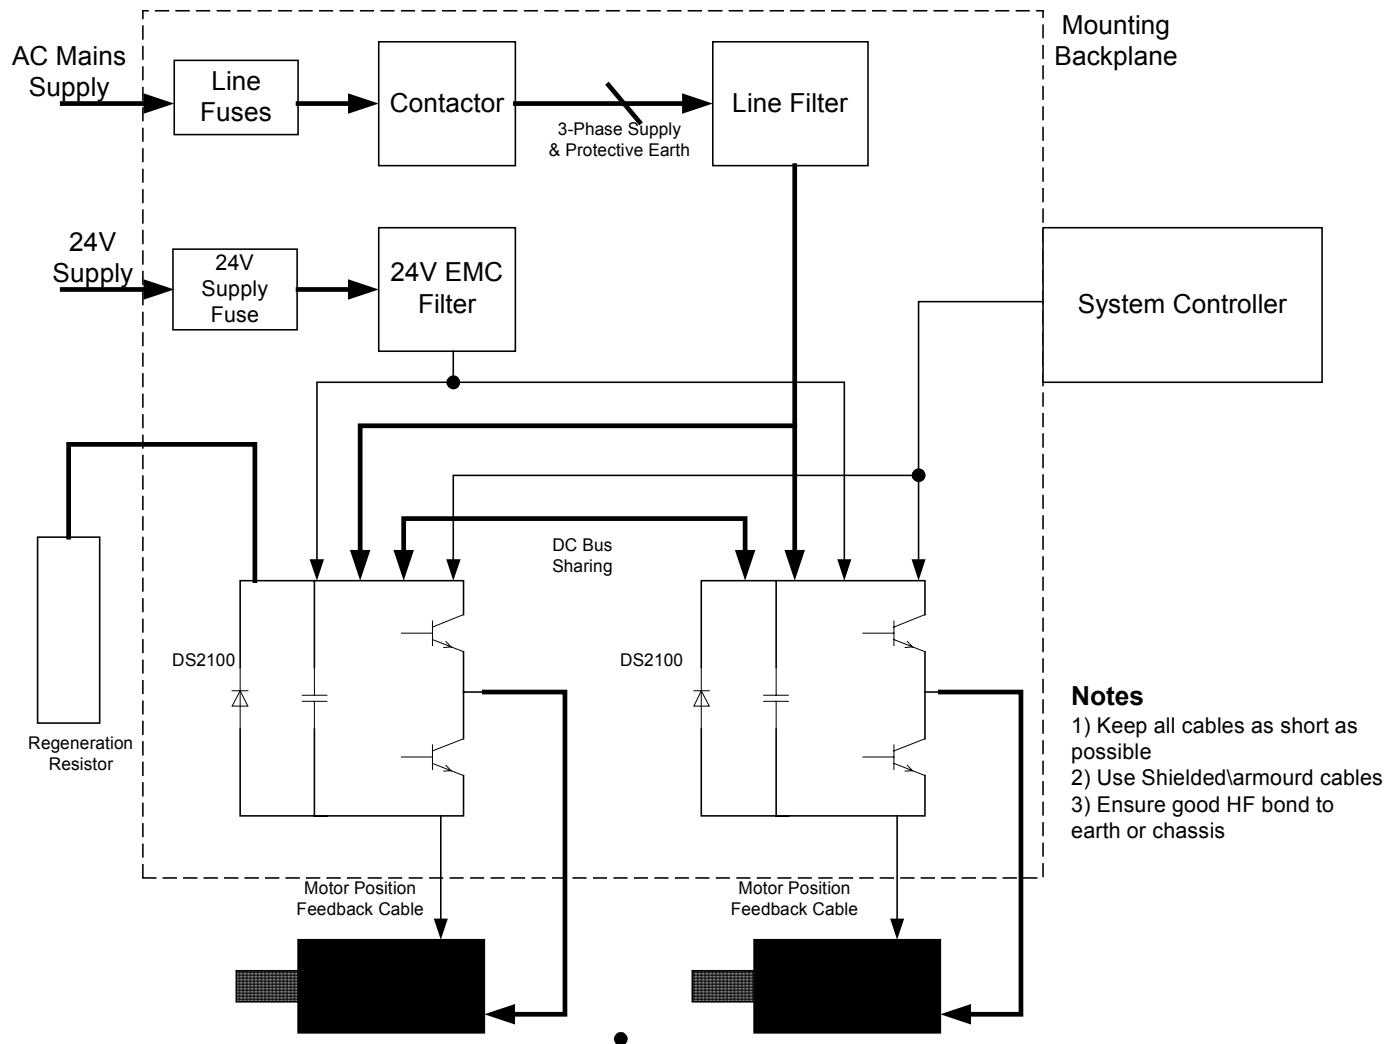 Mounting
Backplane
AC Mains
Supply
Line
Fuses
Contactor
3-Phase Supply
& Protective Earth
Line Filter
24V
Supply
24V
Supply
Fuse
24V EMC
Filter
System Controller
DC Bus
Sharing
DS2100
DS2100
Regeneration
Resistor
Notes
1) Keep all cables as short as
possible
2) Use Shielded\armourd cables
3) Ensure good HF bond to
earth or chassis
Motor Position
Feedback Cable
Motor Position
Feedback Cable